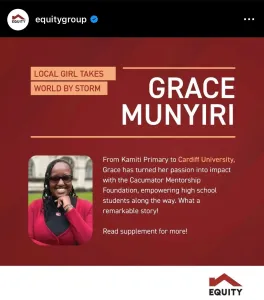 equitygroup
LOCAL GIRL TAKES
WORLD BY STORM
GRACE
MUNYIRI
From Kamiti Primary to Cardiff University,
Grace has turned her passion into impact
with the Cacumator Mentorship
Foundation, empowering high school
students along the way. What a
remarkable story!
Read supplement for more!
EQUITY